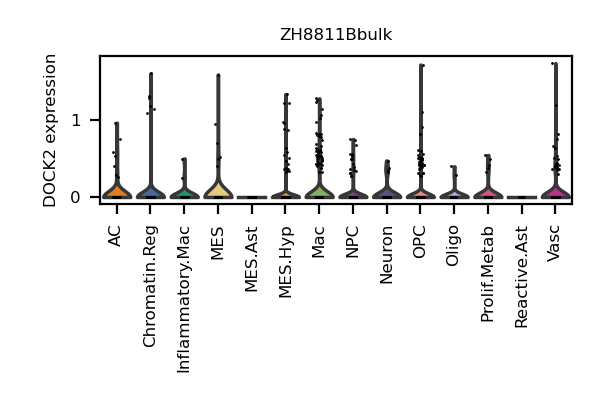 ZH8811Bbulk
DOCK2 expression
1
0
AC
Chromatin.Reg
Inflammatory.Mac
MES
MES.Ast
MES.Hyp
Mac
NPC
Neuron
OPC
Oligo
Prolif.Metab
Reactive.Ast
Vasc